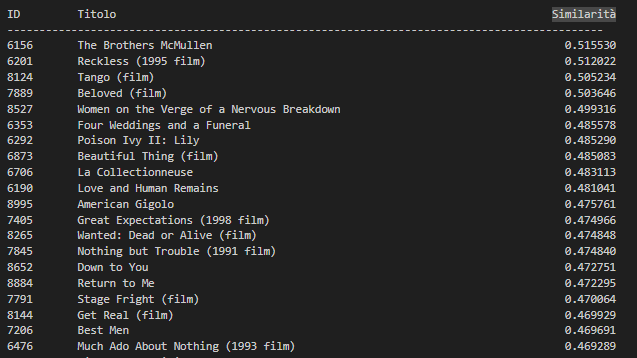 ID Titolo Similarità
--------------------------------------------------------------------------------------------
6156 The Brothers McMullen 0.515530
6201 Reckless (1995 film) 0.512022
8124 Tango (film) 0.505234
7889 Beloved (film) 0.503646
8527 Women on the Verge of a Nervous Breakdown 0.499316
6353 Four Weddings and a Funeral 0.485578
6292 Poison Ivy II: Lily 0.485290
6873 Beautiful Thing (film) 0.485083
6706 La Collectionneuse 0.483113
6190 Love and Human Remains 0.481041
8995 American Gigolo 0.475761
7405 Great Expectations (1998 film) 0.474966
8265 Wanted: Dead or Alive (film) 0.474848
7845 Nothing but Trouble (1991 film) 0.474840
8652 Down to You 0.472751
8884 Return to Me 0.472295
7791 Stage Fright (film) 0.470064
8144 Get Real (film) 0.469929
7206 Best Men 0.469691
6476 Much Ado About Nothing (1993 film) 0.469289